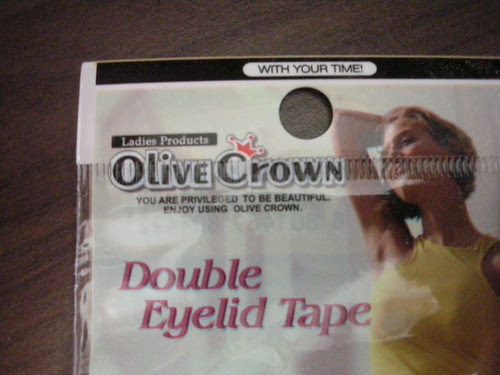 WITH YOUR TIME!
Ladies Products
Olive Crown
YOU ARE PRIVILEGED TO BE BEAUTIFUL.
ENJOY USING OLIVE CROWN.
Double
Eyelid Tape